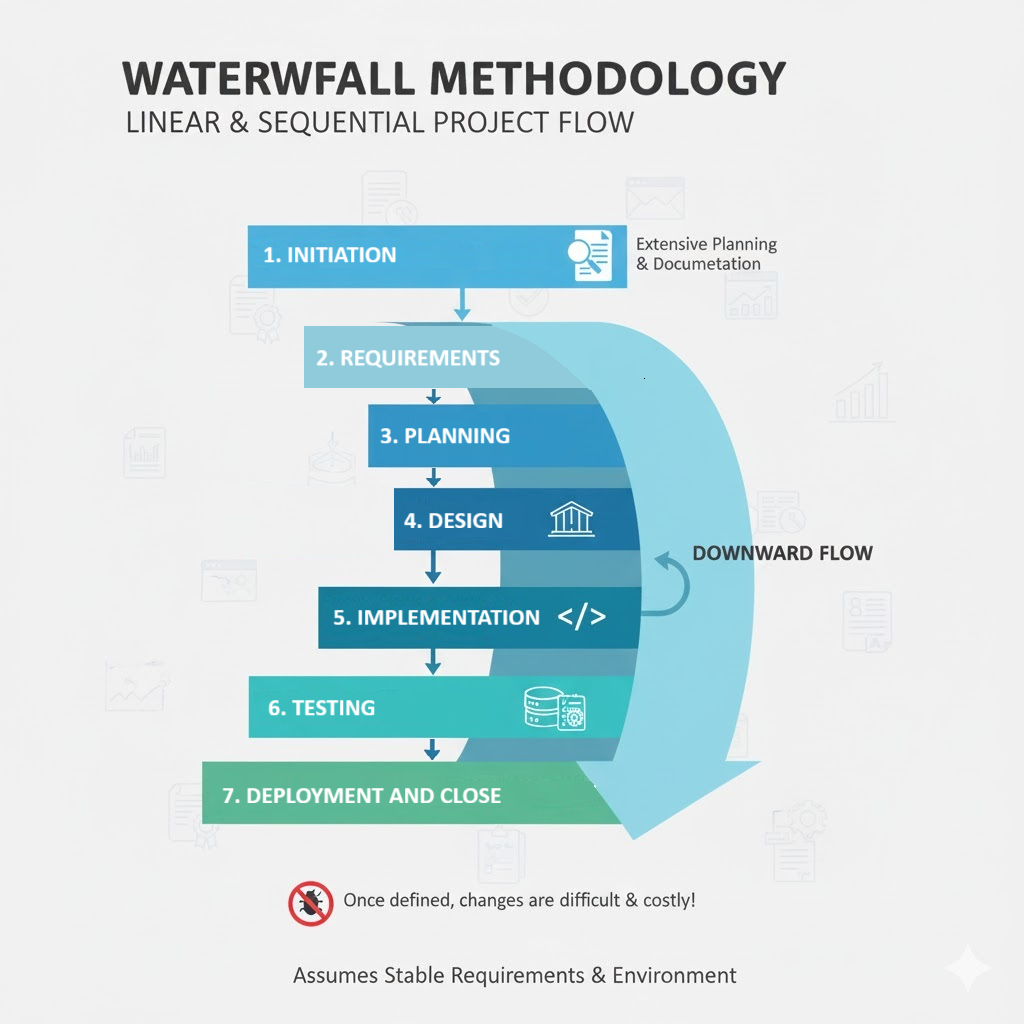 WATERWFALL METHODOLOGY
LINEAR & SEQUENTIAL PROJECT FLOW
1. INITIATION
Extensive Planning
& Documetation
2. REQUIREMENTS
3. PLANNING
4. DESIGN
DOWNWARD FLOW
5. IMPLEMENTATION </>
6. TESTING
7. DEPLOYMENT AND CLOSE
Once defined, changes are difficult & costly!
Assumes Stable Requirements & Environment